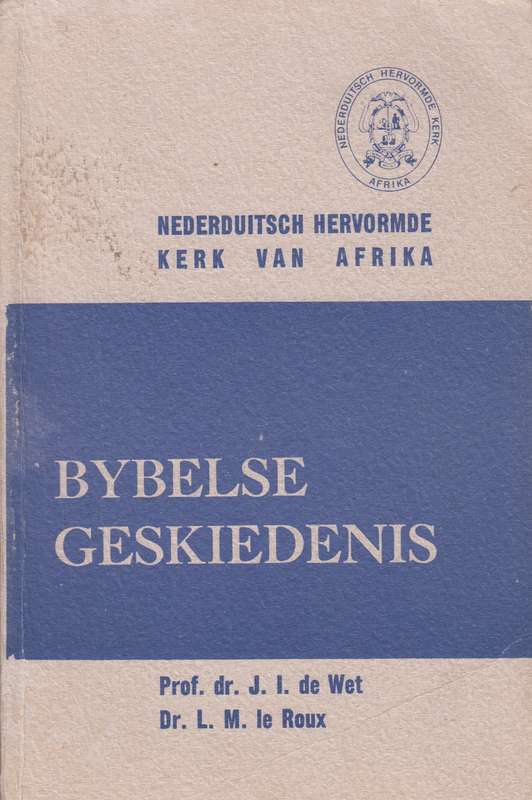 NEDERDUITSCH HERVORMDE KERK
AFRIKA
NEDERDUITSCH HERVORMDE
KERK VAN AFRIKA
BYBELSE
GESKIEDENIS
Prof. dr. J. I. de Wet
Dr. L. M. le Roux